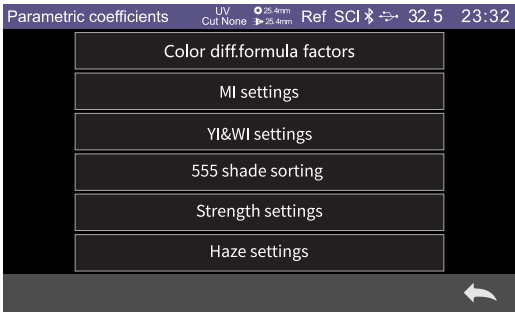 Parametric coefficients UV Cut None 25.4mm 25.4mm Ref SCI 32.5 23:32
Color diff.formula factors
MI settings
YI&WI settings
555 shade sorting
Strength settings
Haze settings